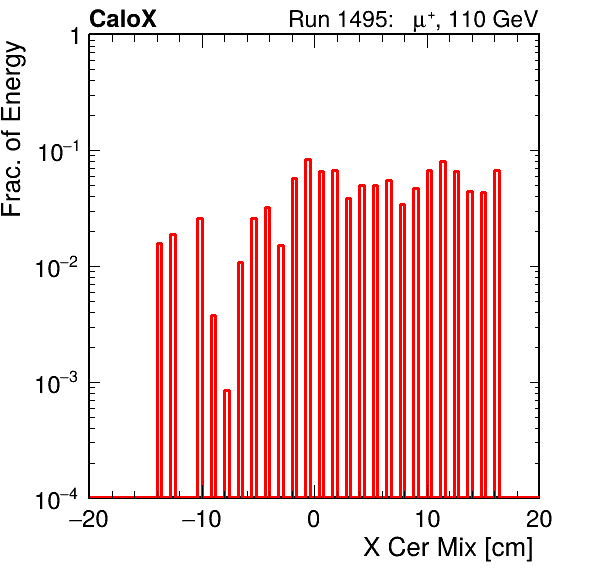 CaloX Run 1495: μ⁺, 110 GeV
Frac. of Energy
1
10⁻¹
10⁻²
10⁻³
10⁻⁴
−20 −10 0 10 20
X Cer Mix [cm]